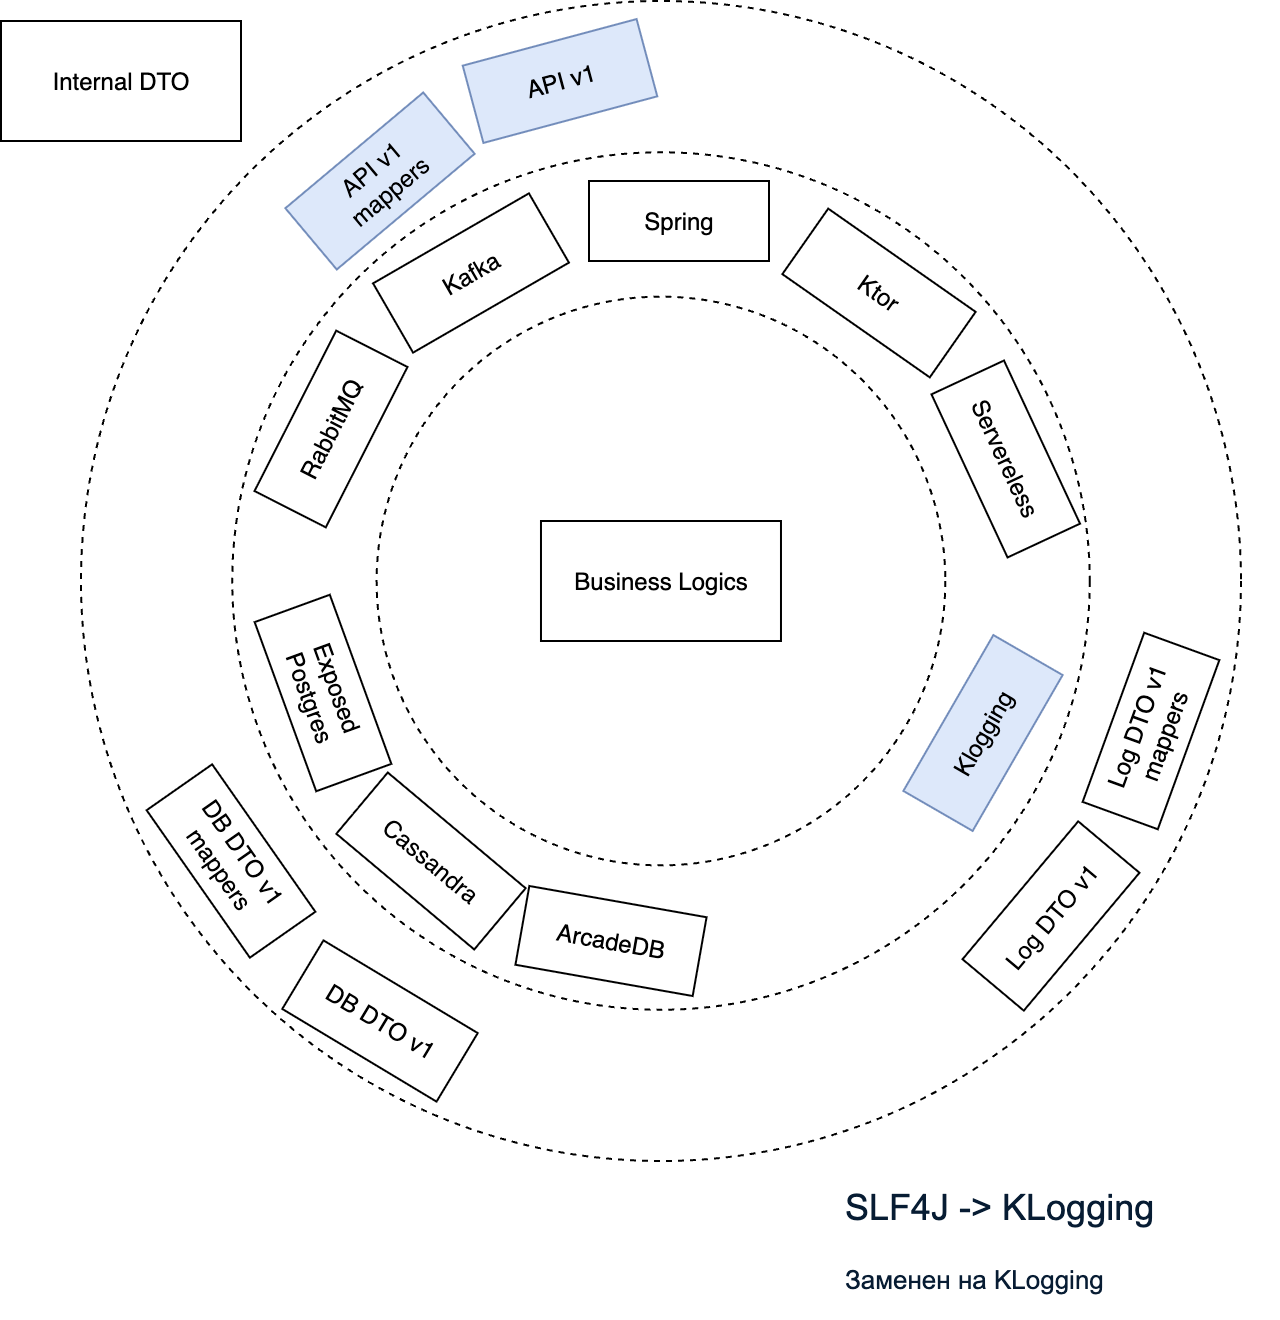 Internal DTO
API v1
API v1
mappers
Spring
Kafka
Ktor
RabbitMQ
Servereless
Business Logics
Exposed
Postgres
Klogging
Log DTO v1
mappers
DB DTO v1
mappers
Cassandra
ArcadeDB
Log DTO v1
DB DTO v1
SLF4J -> KLogging
Заменен на KLogging